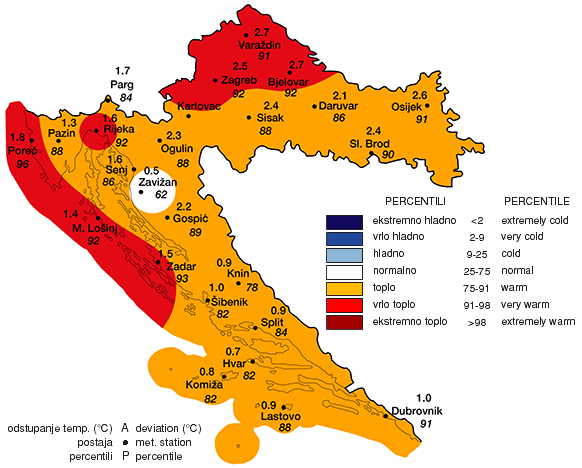 2.7
Varaždin
91
2.5
Zagreb
92
2.7
Bjelovar
92
1.7
Parg
84
Karlovac
2.4
Sisak
88
2.1
Daruvar
86
2.6
Osijek
91
2.4
Sl. Brod
90
1.8
Poreč
96
1.3
Pazin
88
1.6
Rijeka
92
2.3
Ogulin
88
1.6
Senj
86
0.5
Zavižan
62
2.2
Gospić
89
1.4
M. Lošinj
92
1.5
Zadar
93
0.9
Knin
78
1.0
Šibenik
82
0.9
Split
84
0.7
Hvar
82
0.8
Komiža
82
0.9
Lastovo
88
1.0
Dubrovnik
91
PERCENTILI PERCENTILE
ekstremno hladno <2 extremely cold
vrlo hladno 2-9 very cold
hladno 9-25 cold
normalno 25-75 normal
toplo 75-91 warm
vrlo toplo 91-98 very warm
ekstremno toplo >98 extremely warm
odstupanje temp. (°C) A deviation (°C)
postaja met. station
percentili P percentile